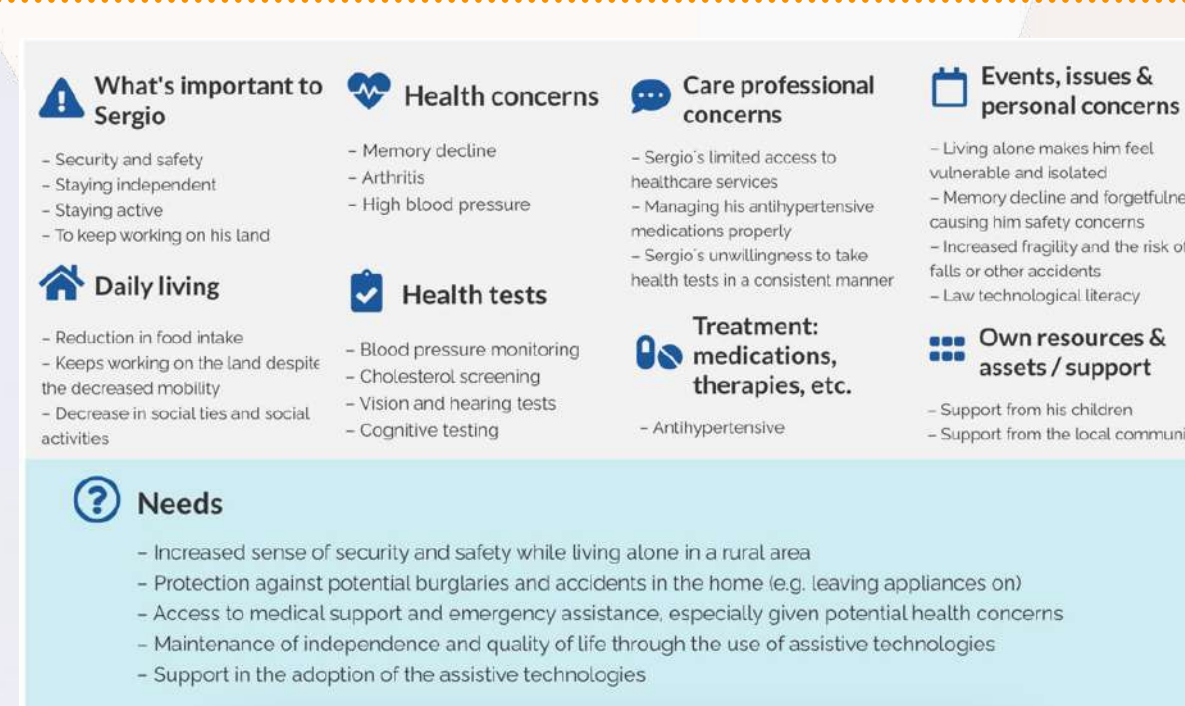 What's important to
Sergio
– Security and safety
– Staying independent
– Staying active
– To keep working on his land
Daily living
– Reduction in food intake
– Keeps working on the land despite
the decreased mobility
– Decrease in social ties and social
activities
Health concerns
– Memory decline
– Arthritis
– High blood pressure
Health tests
– Blood pressure monitoring
– Cholesterol screening
– Vision and hearing tests
– Cognitive testing
Care professional
concerns
– Sergio´s limited access to
healthcare services
– Managing his antihypertensive
medications properly
– Sergio´s unwillingness to take
health tests in a consistent manner
Treatment:
medications,
therapies, etc.
– Antihypertensive
Events, issues &
personal concerns
– Living alone makes him feel
vulnerable and isolated
– Memory decline and
causing him safety concerns
– Increased fragility and the risk of
falls or other accidents
– Law technological literacy
Own resources &
assets / support
– Support from his children
– Support from the local
Needs
– Increased sense of security and safety while living alone in a rural area
– Protection against potential burglaries and accidents in the home (e.g. leaving appliances on)
– Access to medical support and emergency assistance, especially given potential health concerns
– Maintenance of independence and quality of life through the use of assistive technologies
– Support in the adoption of the assistive technologies